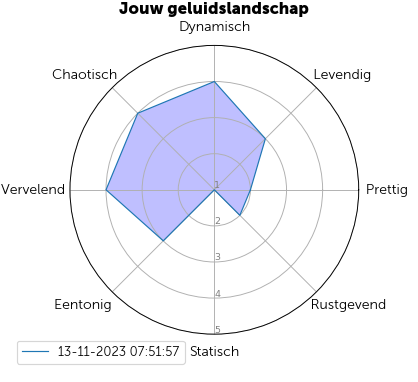 Jouw geluidslandschap
Dynamisch
Chaotisch
Levendig
Vervelend
1
Prettig
2
3
4
Eentonig
Rustgevend
5
13-11-2023 07:51:57
Statisch